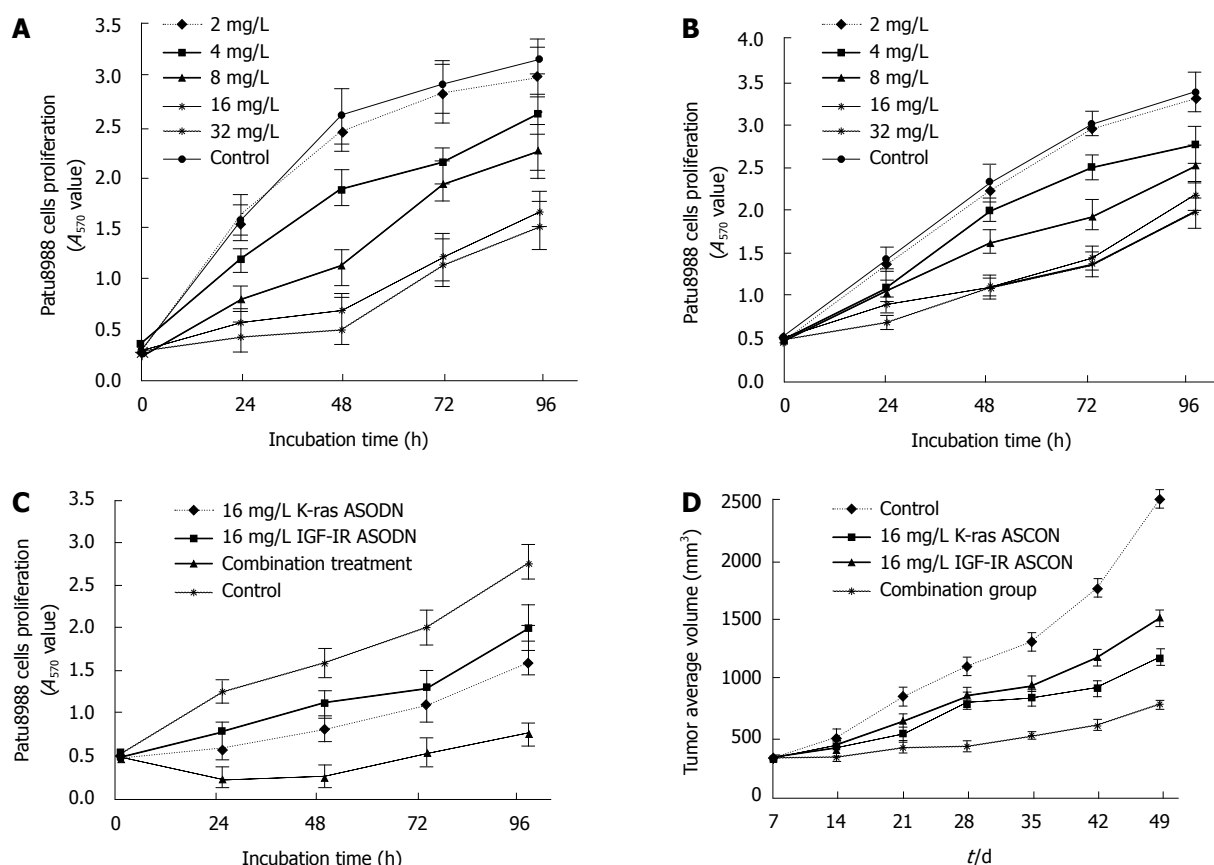 A
2 mg/L
4 mg/L
8 mg/L
16 mg/L
32 mg/L
Control
Patu8988 cells proliferation
(A570 value)
3.5
3.0
2.5
2.0
1.5
1.0
0.5
0.0
0 24 48 72 96
Incubation time (h)
B
2 mg/L
4 mg/L
8 mg/L
16 mg/L
32 mg/L
Control
Patu8988 cells proliferation
(A570 value)
4.0
3.5
3.0
2.5
2.0
1.5
1.0
0.5
0.0
0 24 48 72 96
Incubation time (h)
C
16 mg/L K-ras ASODN
16 mg/L IGF-IR ASODN
Combination treatment
Control
Patu8988 cells proliferation
(A570 value)
3.5
3.0
2.5
2.0
1.5
1.0
0.5
0.0
0 24 48 72 96
Incubation time (h)
D
Control
16 mg/L K-ras ASCON
16 mg/L IGF-IR ASCON
Combination group
Tumor average volume (mm³)
2500
2000
1500
1000
500
0
7 14 21 28 35 42 49
t/d